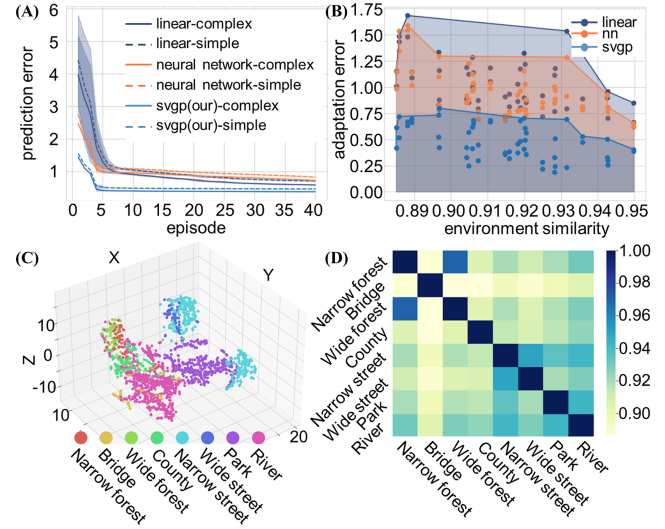 (A)
6
5
4
3
2
1
prediction error
linear-complex
linear-simple
neural network-complex
neural network-simple
svgp(our)-complex
svgp(our)-simple
0 5 10 15 20 25 30 35 40
episode
(B)
1.75
1.50
1.25
1.00
0.75
0.50
0.25
0.00
adaptation error
linear
nn
svgp
0.89 0.90 0.91 0.92 0.93 0.94 0.95
environment similarity
(C)
X
Y
Z
10
0
-10
10
20
Narrow forest
Bridge
Wide forest
County
Narrow street
Wide street
Park
River
(D)
Narrow forest
Bridge
Wide forest
County
Narrow street
Wide street
Park
River
Narrow forest
Bridge
Wide forest
County
Narrow street
Wide street
Park
River
1.00
0.98
0.96
0.94
0.92
0.90